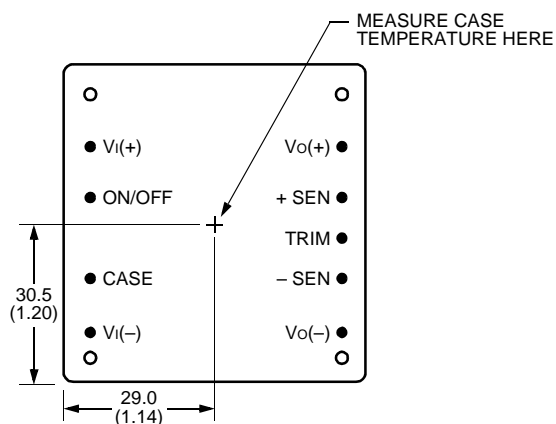 MEASURE CASE
TEMPERATURE HERE
VI(+)
VO(+)
ON/OFF
+ SEN
TRIM
CASE
– SEN
30.5
(1.20)
VI(–)
VO(–)
29.0
(1.14)